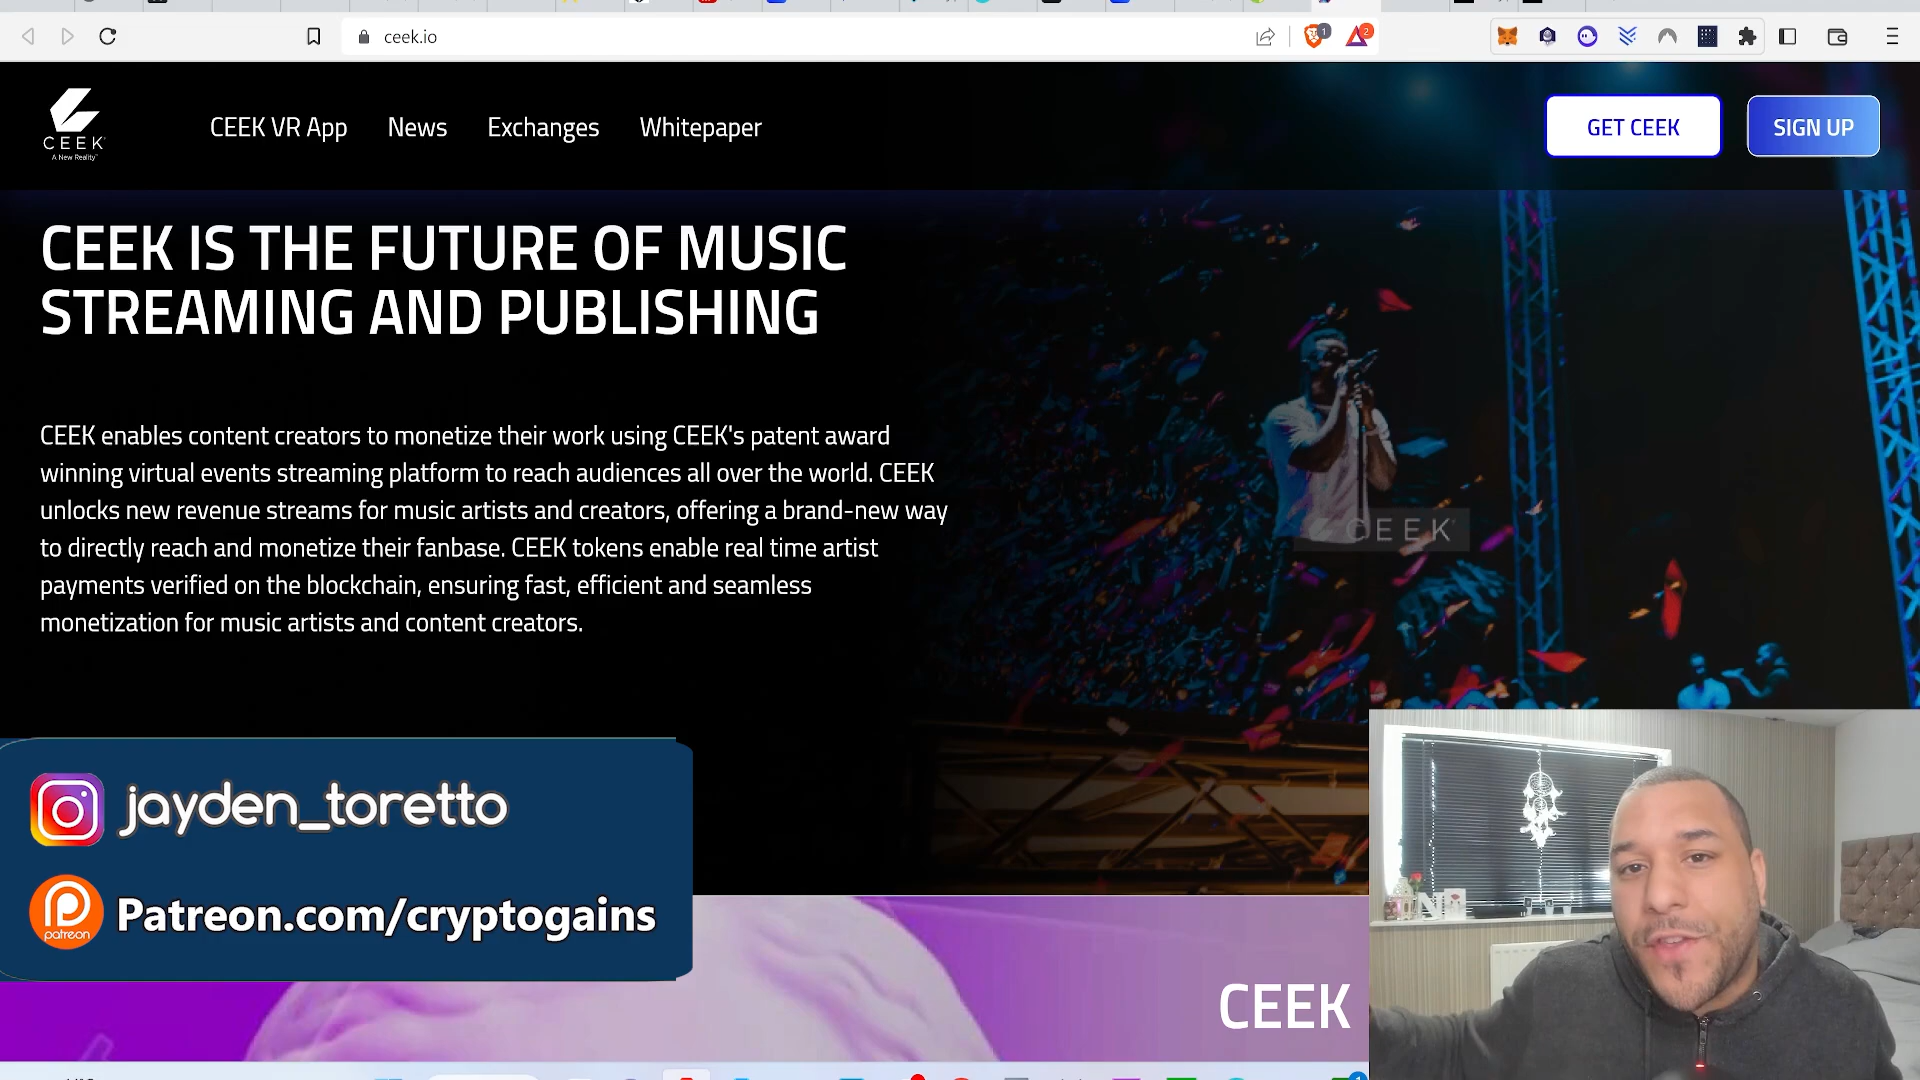 ceek.io
1
2
CEEK
A New Reality
CEEK VR App
News
Exchanges
Whitepaper
GET CEEK
SIGN UP
CEEK IS THE FUTURE OF MUSIC
STREAMING AND PUBLISHING
CEEK enables content creators to monetize their work using CEEK's patent award
winning virtual events streaming platform to reach audiences all over the world. CEEK
unlocks new revenue streams for music artists and creators, offering a brand-new way
to directly reach and monetize their fanbase. CEEK tokens enable real time artist
payments verified on the blockchain, ensuring fast, efficient and seamless
monetization for music artists and content creators.
CEEK
jayden_toretto
patreon
Patreon.com/cryptogains
CEEK